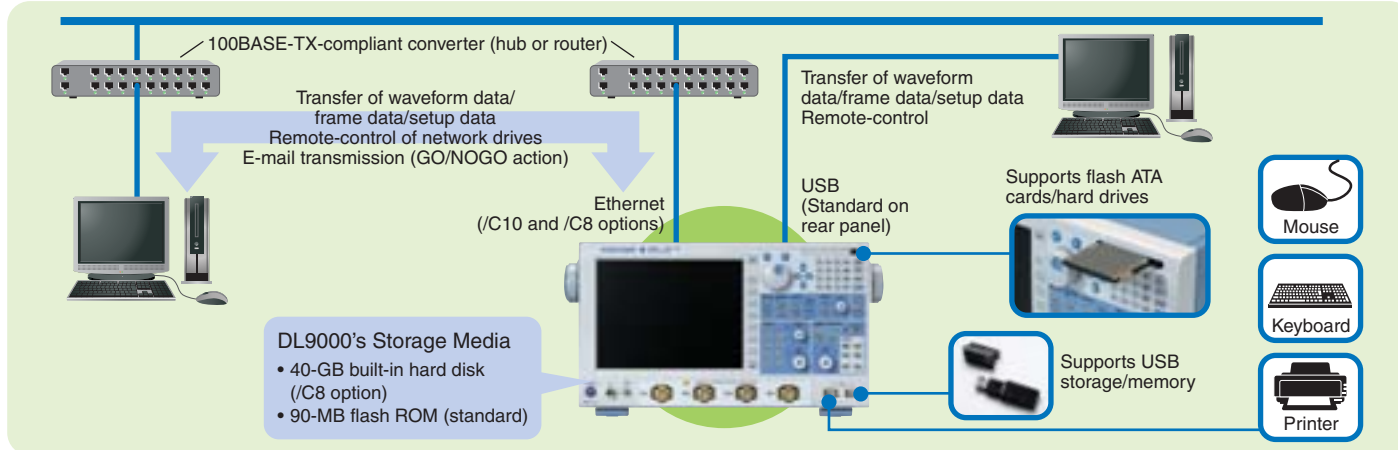 100BASE-TX-compliant converter (hub or router)
Transfer of waveform data/
frame data/setup data
Remote-control of network drives
E-mail transmission (GO/NOGO action)
Transfer of waveform
data/frame data/setup data
Remote-control
Ethernet
(/C10 and /C8 options)
USB
(Standard on
rear panel)
Supports flash ATA
cards/hard drives
Mouse
Keyboard
DL9000's Storage Media
• 40-GB built-in hard disk
(/C8 option)
• 90-MB flash ROM (standard)
Supports USB
storage/memory
Printer